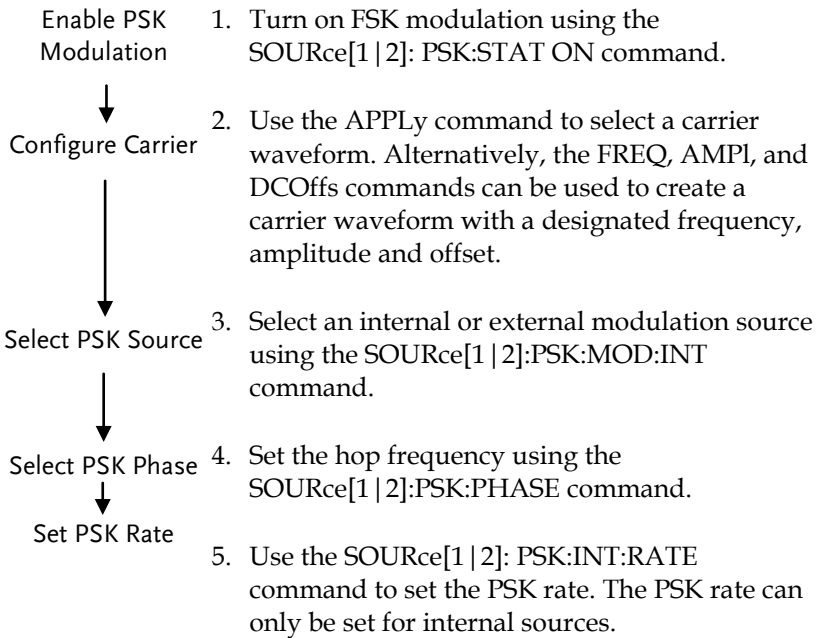 Enable PSK
Modulation
1. Turn on FSK modulation using the
SOURce[1|2]: PSK:STAT ON command.
Configure Carrier
2. Use the APPLy command to select a carrier
waveform. Alternatively, the FREQ, AMPl, and
DCOffs commands can be used to create a
carrier waveform with a designated frequency,
amplitude and offset.
Select PSK Source
3. Select an internal or external modulation source
using the SOURce[1|2]:PSK:MOD:INT
command.
Select PSK Phase
4. Set the hop frequency using the
SOURce[1|2]:PSK:PHASE command.
Set PSK Rate
5. Use the SOURce[1|2]: PSK:INT:RATE
command to set the PSK rate. The PSK rate can
only be set for internal sources.